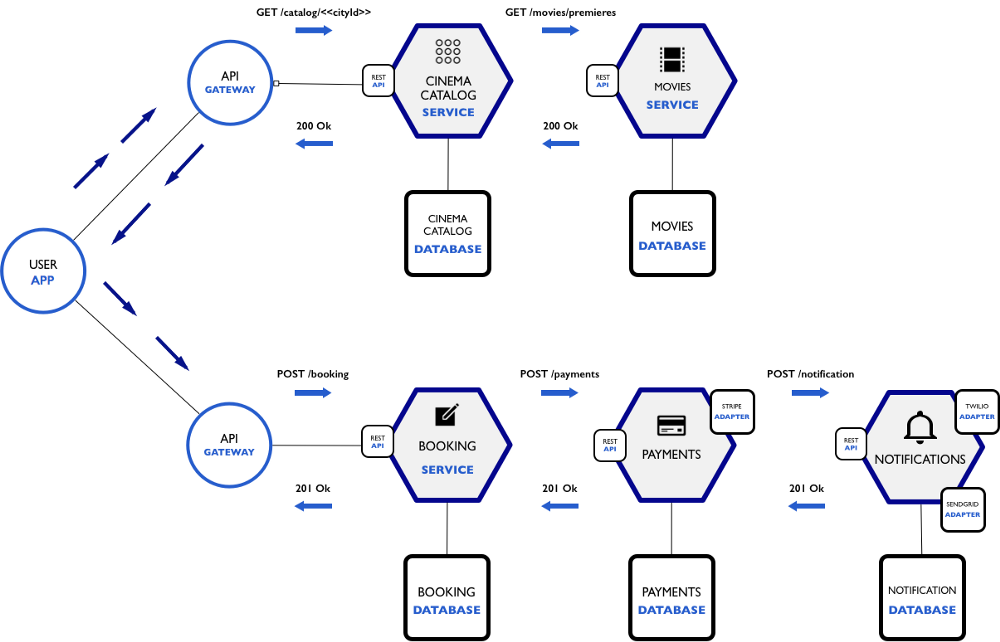 GET /catalog/<<cityId>>
GET /movies/premieres
API
GATEWAY
REST
API
CINEMA
CATALOG
SERVICE
REST
API
MOVIES
SERVICE
200 Ok
200 Ok
CINEMA
CATALOG
DATABASE
MOVIES
DATABASE
USER
APP
POST /booking
POST /payments
POST /notification
API
GATEWAY
REST
API
BOOKING
SERVICE
REST
API
PAYMENTS
STRIPE
ADAPTER
REST
API
NOTIFICATIONS
TWILIO
ADAPTER
SENDGRID
ADAPTER
201 Ok
201 Ok
201 Ok
BOOKING
DATABASE
PAYMENTS
DATABASE
NOTIFICATION
DATABASE